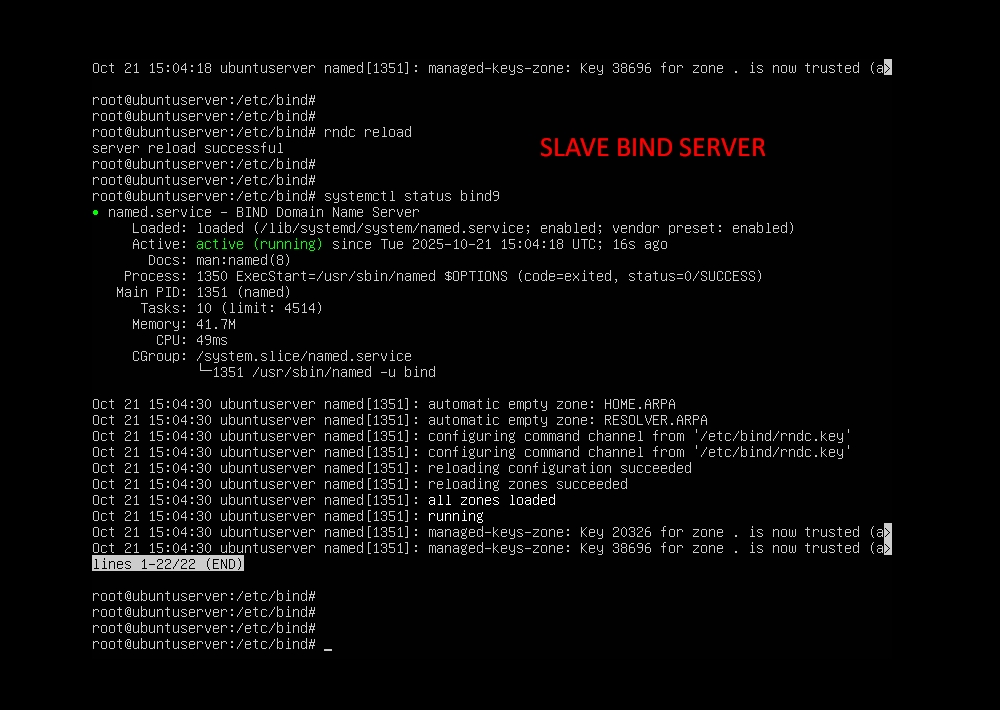 Oct 21 15:04:18 ubuntuserver named[1351]: managed-keys-zone: Key 38696 for zone . is now trusted (a>
root@ubuntuserver:/etc/bind#
root@ubuntuserver:/etc/bind#
root@ubuntuserver:/etc/bind# rndc reload
server reload successful
SLAVE BIND SERVER
root@ubuntuserver:/etc/bind#
root@ubuntuserver:/etc/bind#
root@ubuntuserver:/etc/bind# systemctl status bind9
● named.service - BIND Domain Name Server
Loaded: loaded (/lib/systemd/system/named.service; enabled; vendor preset: enabled)
Active: active (running) since Tue 2025-10-21 15:04:18 UTC; 16s ago
Docs: man:named(8)
Process: 1350 ExecStart=/usr/sbin/named $OPTIONS (code=exited, status=0/SUCCESS)
Main PID: 1351 (named)
Tasks: 10 (limit: 4514)
Memory: 41.7M
CPU: 49ms
CGroup: /system.slice/named.service
└─1351 /usr/sbin/named -u bind
Oct 21 15:04:30 ubuntuserver named[1351]: automatic empty zone: HOME.ARPA
Oct 21 15:04:30 ubuntuserver named[1351]: automatic empty zone: RESOLVER.ARPA
Oct 21 15:04:30 ubuntuserver named[1351]: configuring command channel from '/etc/bind/rndc.key'
Oct 21 15:04:30 ubuntuserver named[1351]: configuring command channel from '/etc/bind/rndc.key'
Oct 21 15:04:30 ubuntuserver named[1351]: reloading configuration succeeded
Oct 21 15:04:30 ubuntuserver named[1351]: reloading zones succeeded
Oct 21 15:04:30 ubuntuserver named[1351]: all zones loaded
Oct 21 15:04:30 ubuntuserver named[1351]: running
Oct 21 15:04:30 ubuntuserver named[1351]: managed-keys-zone: Key 20326 for zone . is now trusted (a>
Oct 21 15:04:30 ubuntuserver named[1351]: managed-keys-zone: Key 38696 for zone . is now trusted (a>
lines 1-22/22 (END)
root@ubuntuserver:/etc/bind#
root@ubuntuserver:/etc/bind#
root@ubuntuserver:/etc/bind#
root@ubuntuserver:/etc/bind# _